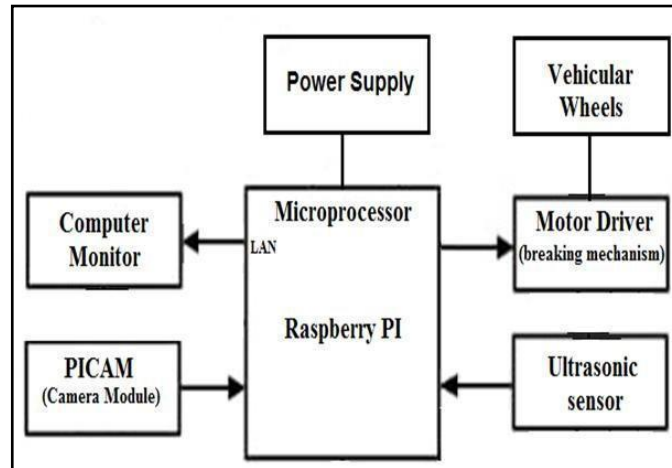 Power Supply
Vehicular
Wheels
Computer
Monitor
LAN
Microprocessor
Raspberry PI
Motor Driver
(breaking mechanism)
PICAM
(Camera Module)
Ultrasonic
sensor